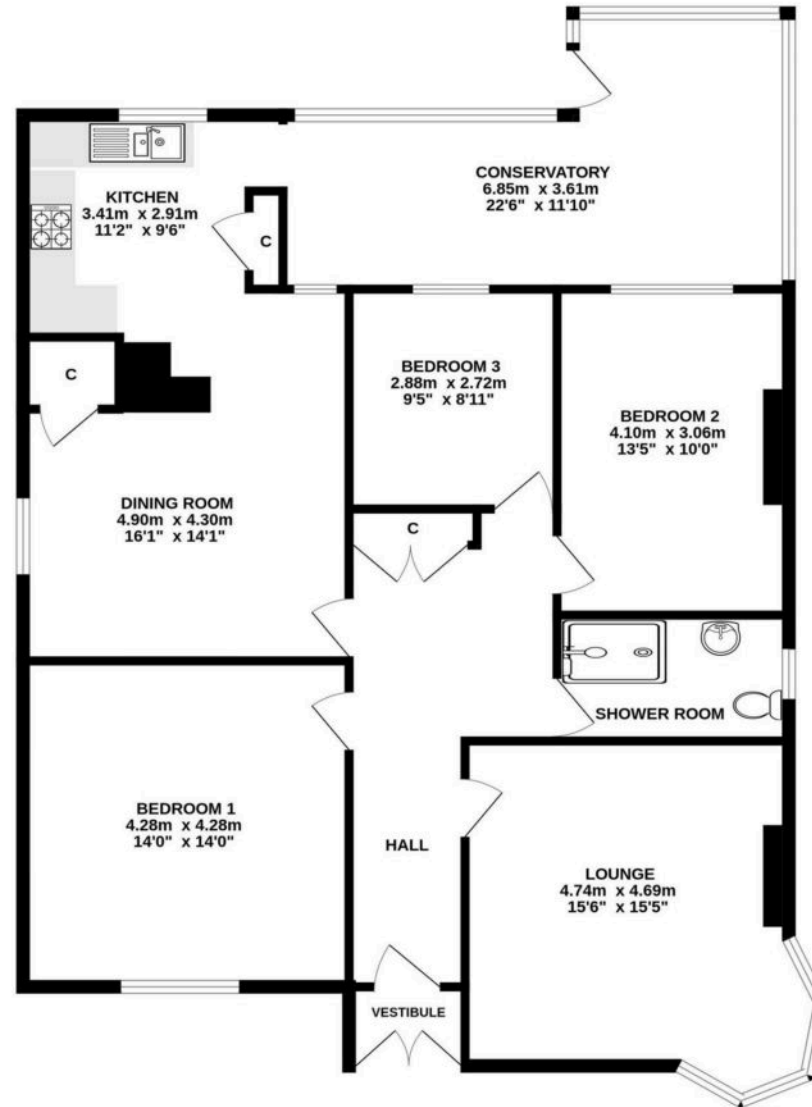 CONSERVATORY
6.85m x 3.61m
22'6" x 11'10"
KITCHEN
3.41m x 2.91m
11'2" x 9'6"
C
C
BEDROOM 3
2.88m x 2.72m
9'5" x 8'11"
BEDROOM 2
4.10m x 3.06m
13'5" x 10'0"
DINING ROOM
4.90m x 4.30m
16'1" x 14'1"
C
SHOWER ROOM
BEDROOM 1
4.28m x 4.28m
14'0" x 14'0"
HALL
LOUNGE
4.74m x 4.69m
15'6" x 15'5"
VESTIBULE